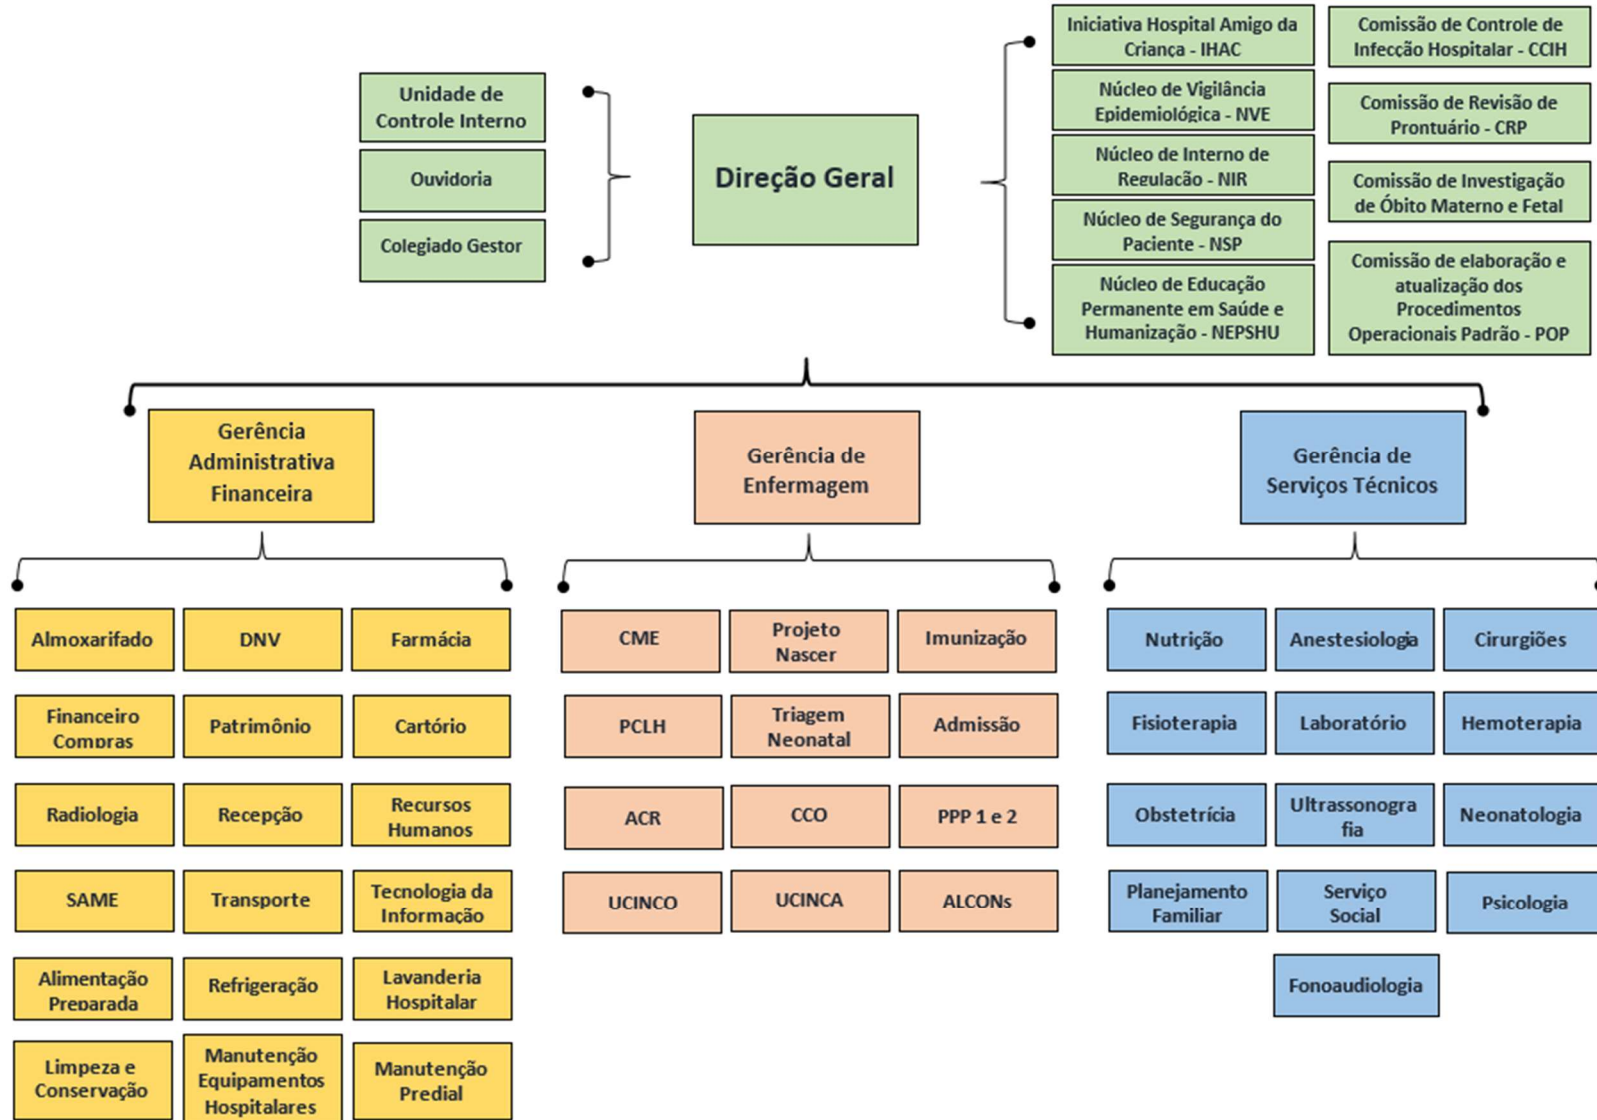 Unidade de
Controle Interno
Ouvidoria
Colegiado Gestor
Direção Geral
Iniciativa Hospital Amigo da
Criança - IHAC
Núcleo de Vigilância
Epidemiológica - NVE
Núcleo de Interno de
Regulação - NIR
Núcleo de Segurança do
Paciente - NSP
Núcleo de Educação
Permanente em Saúde e
Humanização - NEPSHU
Comissão de Controle de
Infecção Hospitalar - CCIH
Comissão de Revisão de
Prontuário - CRP
Comissão de Investigação
de Óbito Materno e Fetal
Comissão de elaboração e
atualização dos
Procedimentos
Operacionais Padrão - POP
Gerência
Administrativa
Financeira
Gerência de
Enfermagem
Gerência de
Serviços Técnicos
Almoxarifado
DNV
Farmácia
Financeiro
Compras
Patrimônio
Cartório
Radiologia
Recepção
Recursos
Humanos
SAME
Transporte
Tecnologia da
Informação
Alimentação
Preparada
Refrigeração
Lavanderia
Hospitalar
Limpeza e
Conservação
Manutenção
Equipamentos
Hospitalares
Manutenção
Predial
CME
Projeto
Nascer
Imunização
PCLH
Triagem
Neonatal
Admissão
ACR
CCO
PPP 1 e 2
UCINCO
UCINCA
ALCONs
Nutrição
Anestesiologia
Cirurgiões
Fisioterapia
Laboratório
Hemoterapia
Obstetrícia
Ultrassonogra
fia
Neonatologia
Planejamento
Familiar
Serviço
Social
Psicologia
Fonoaudiologia